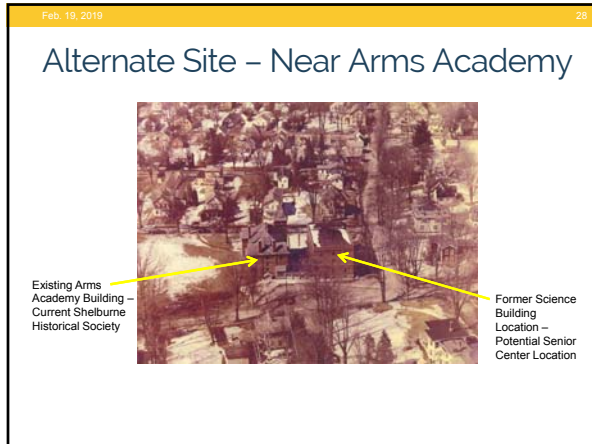 Feb. 19, 2019
28
Alternate Site – Near Arms Academy
Existing Arms
Academy Building –
Current Shelburne
Historical Society
Former Science
Building
Location –
Potential Senior
Center Location